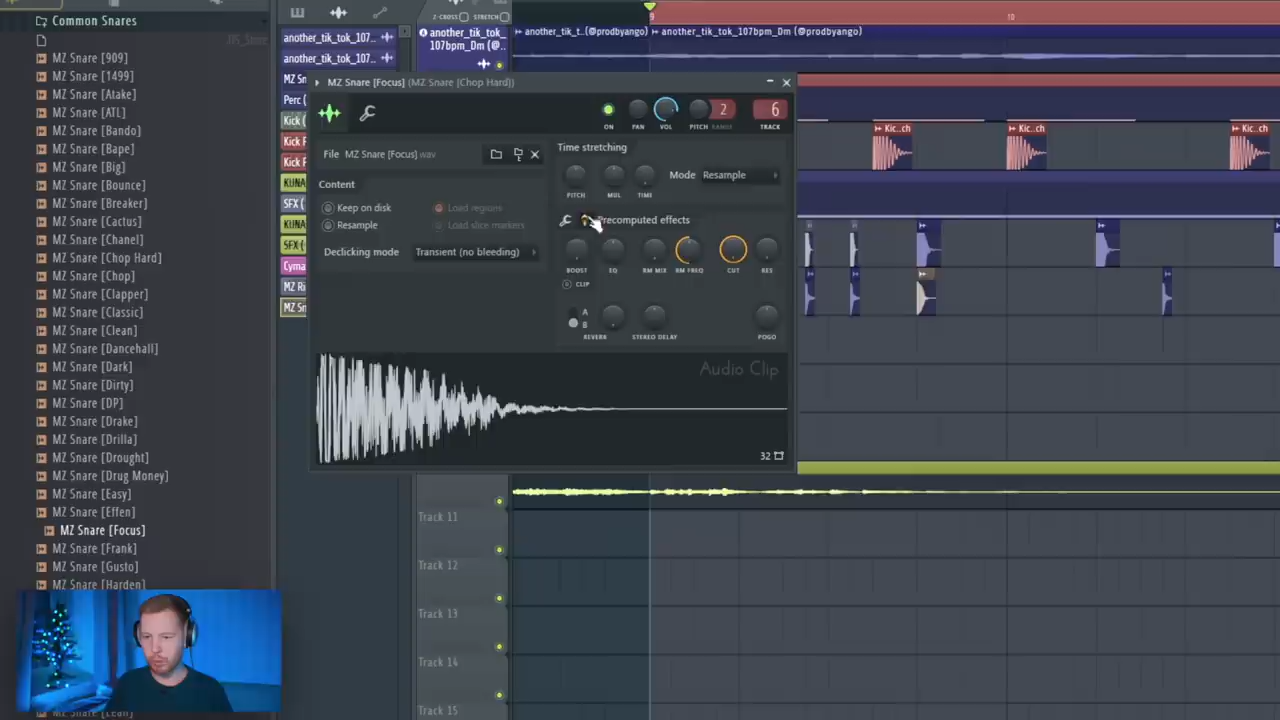 Common Snares
MZ Snare [909]
MZ Snare [1499]
MZ Snare [Atake]
MZ Snare [ATL]
MZ Snare [Bando]
MZ Snare [Bape]
MZ Snare [Big]
MZ Snare [Bounce]
MZ Snare [Breaker]
MZ Snare [Cactus]
MZ Snare [Chanel]
MZ Snare [Chop Hard]
MZ Snare [Chop]
MZ Snare [Clapper]
MZ Snare [Classic]
MZ Snare [Clean]
MZ Snare [Dancehall]
MZ Snare [Dark]
MZ Snare [Dirty]
MZ Snare [DP]
MZ Snare [Drake]
MZ Snare [Drilla]
MZ Snare [Drought]
MZ Snare [Drug Money]
MZ Snare [Easy]
MZ Snare [Effen]
MZ Snare [Focus]
MZ Snare [Frank]
MZ Snare [Gusto]
MZ Snare [Harden]
another_tik_tok_107..
another_tik_tok_107..
MZ Sn
Perc (
Kick (
Kick F
Kick F
KUNA
SFX (
KUNA
SFX (
Cyma
MZ Ri
MZ Sn
Z-CROSS STRETCH
another_tik_tok_
107bpm_Dm (@..
9
10
another_tik_t..(@prodbyango)
another_tik_tok_107bpm_Dm (@prodbyango)
Kic..ch
Kic..ch
Kic..ch
MZ Snare [Focus] (MZ Snare [Chop Hard])
2
6
ON
PAN
VOL
PITCH
RANGE
TRACK
File MZ Snare [Focus].wav
Content
Keep on disk
Load regions
Resample
Load slice markers
Declicking mode
Transient (no bleeding)
Time stretching
PITCH
MUL
TIME
Mode
Resample
Precomputed effects
BOOST
EQ
RM MIX
RM FREQ
CUT
RES
CLIP
A
B
REVERB
STEREO DELAY
POGO
Audio Clip
32
Track 11
Track 12
Track 13
Track 14
Track 15